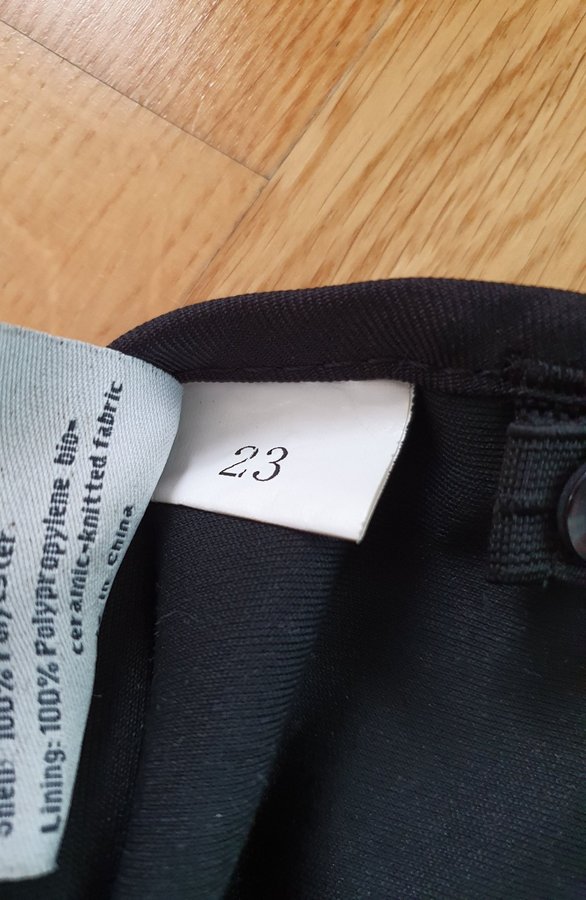 Shell: 100% Polyester.
Lining: 100% Polypropylene bio-
ceramic-knitted fabric
in China
23